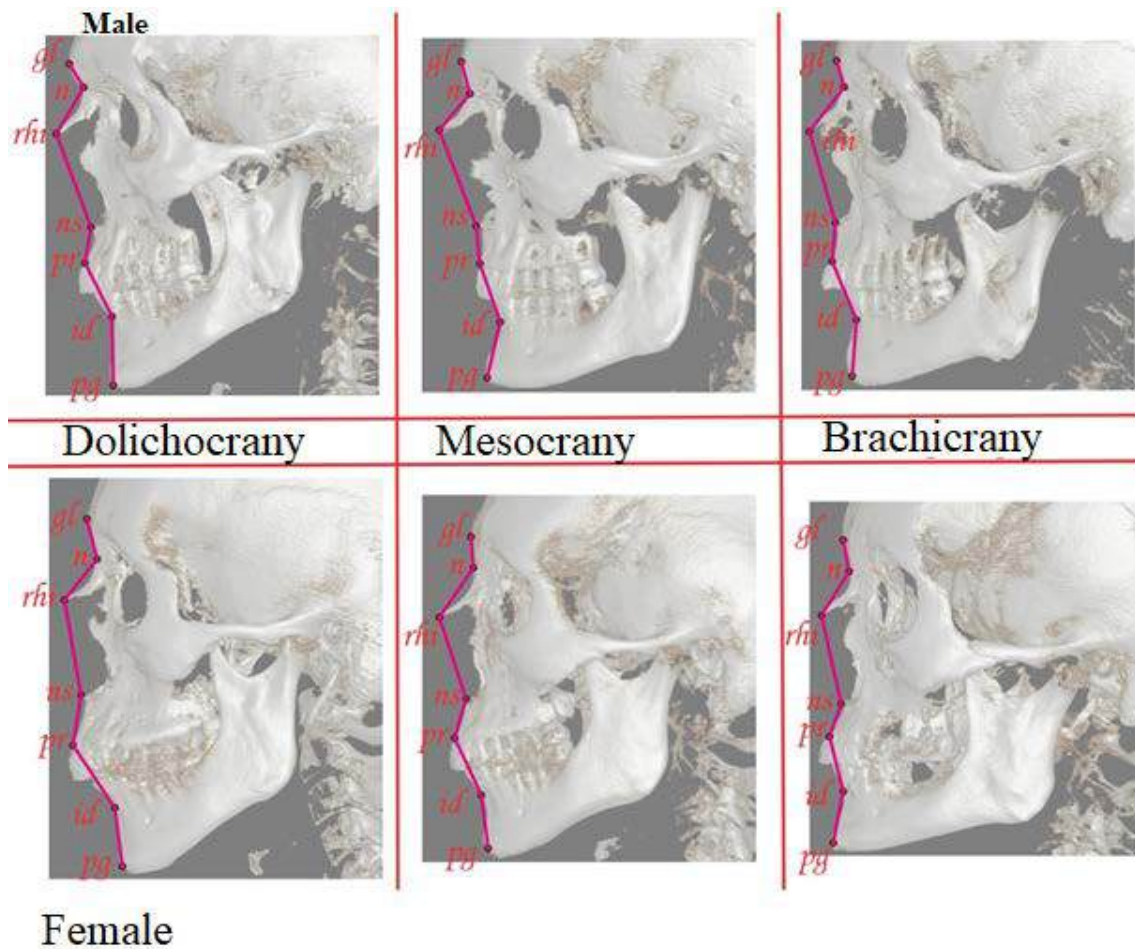 Male
gl
n
rhi
ns
pr
id
pg
gl
n
rhi
ns
pr
id
pg
gl
n
rhi
ns
pr
id
pg
Dolichocrany
Mesocrany
Brachicrany
gl
n
rhi
ns
pr
id
pg
gl
n
rhi
ns
pr
id
pg
gl
n
rhi
ns
pr
id
pg
Female